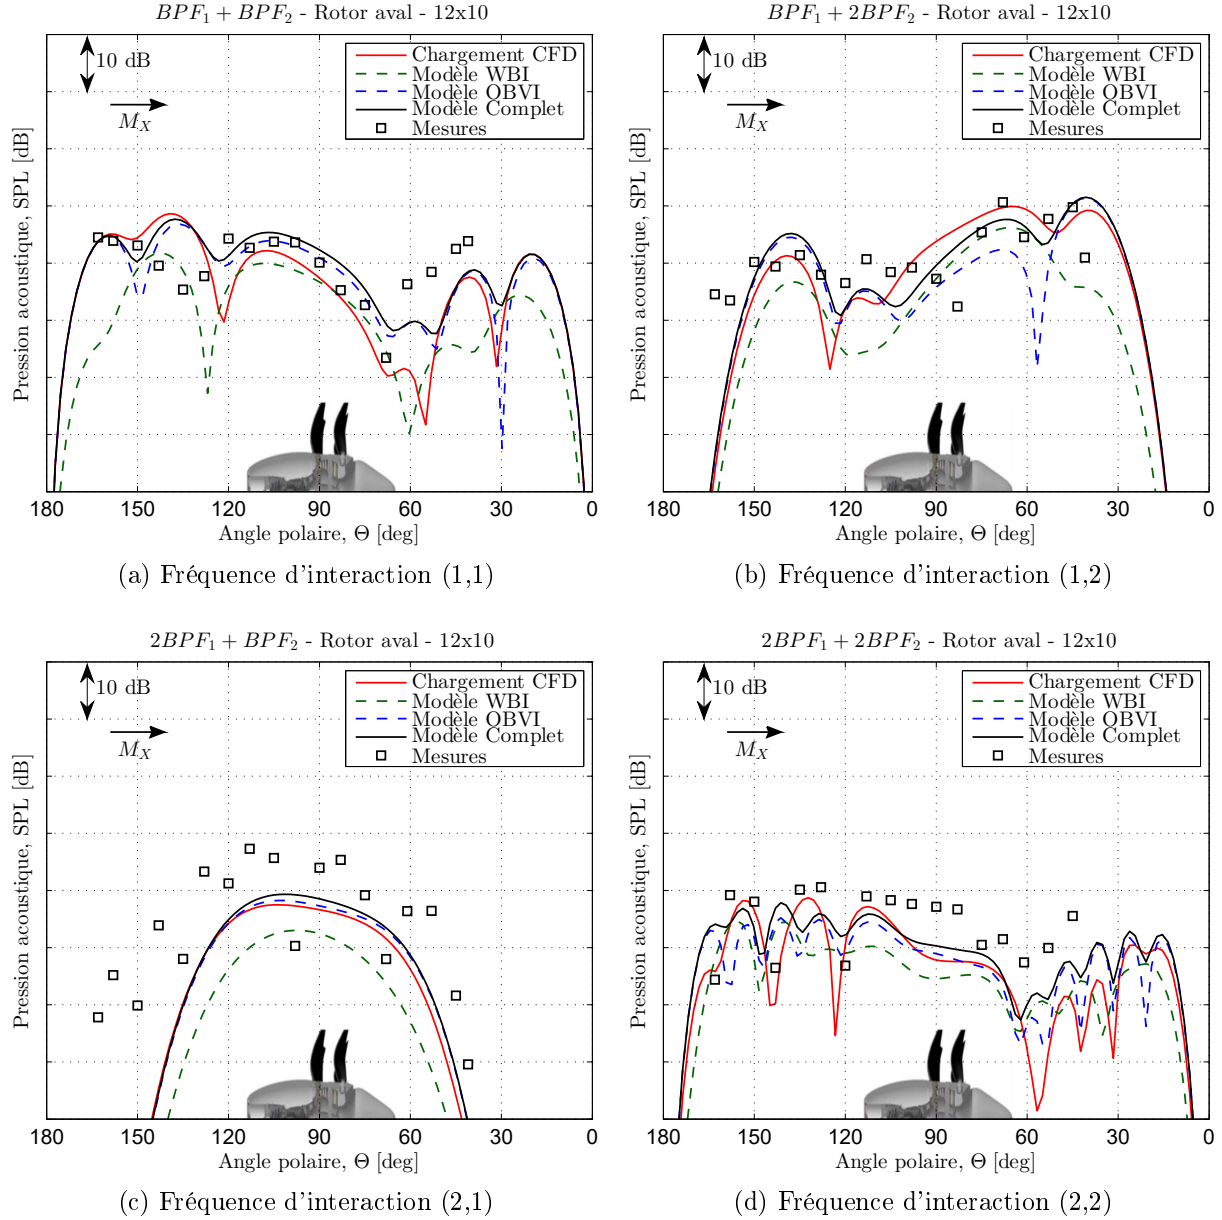 BPF₁ + BPF₂ - Rotor aval - 12x10
10 dB
M_X
Chargement CFD
Modèle WBI
Modèle QBVI
Modèle Complet
Mesures
Pression acoustique, SPL [dB]
180 150 120 90 60 30 0
Angle polaire, Θ [deg]
(a) Fréquence d'interaction (1,1)
BPF₁ + 2BPF₂ - Rotor aval - 12x10
10 dB
M_X
Chargement CFD
Modèle WBI
Modèle QBVI
Modèle Complet
Mesures
Pression acoustique, SPL [dB]
180 150 120 90 60 30 0
Angle polaire, Θ [deg]
(b) Fréquence d'interaction (1,2)
2BPF₁ + BPF₂ - Rotor aval - 12x10
10 dB
M_X
Chargement CFD
Modèle WBI
Modèle QBVI
Modèle Complet
Mesures
Pression acoustique, SPL [dB]
180 150 120 90 60 30 0
Angle polaire, Θ [deg]
(c) Fréquence d'interaction (2,1)
2BPF₁ + 2BPF₂ - Rotor aval - 12x10
10 dB
M_X
Chargement CFD
Modèle WBI
Modèle QBVI
Modèle Complet
Mesures
Pression acoustique, SPL [dB]
180 150 120 90 60 30 0
Angle polaire, Θ [deg]
(d) Fréquence d'interaction (2,2)